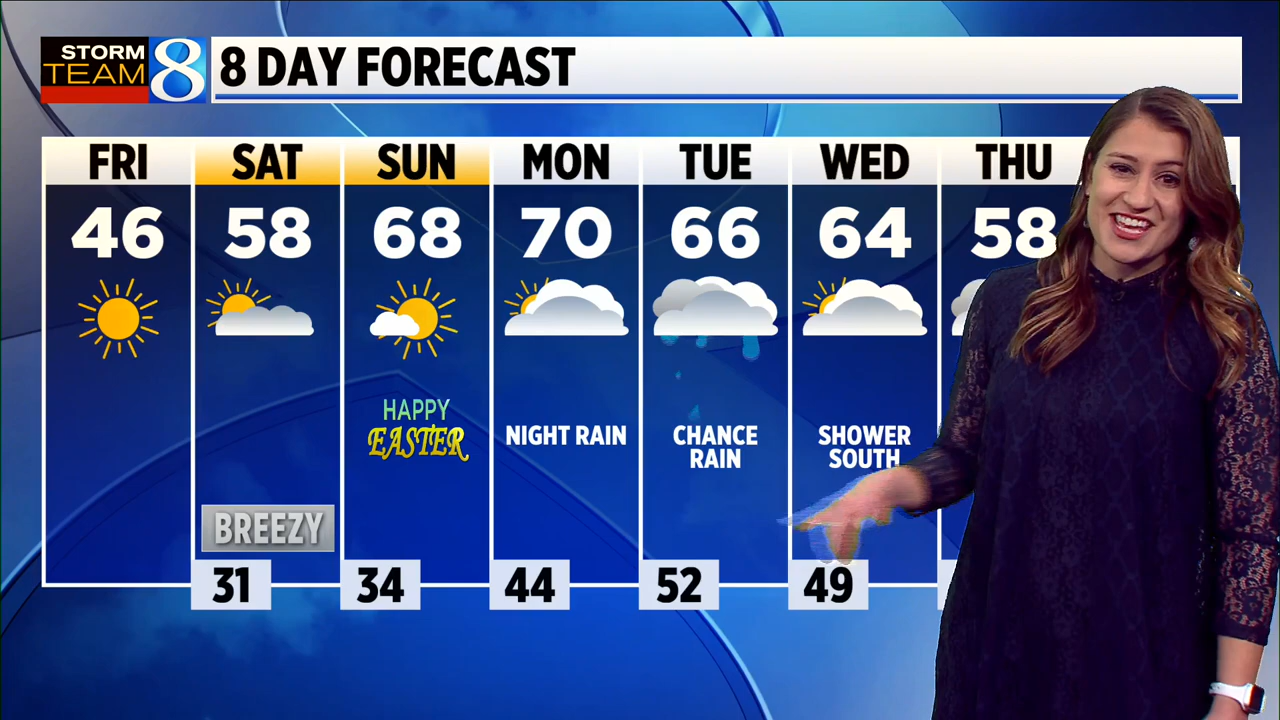 STORM
TEAM 8
8 DAY FORECAST
FRI SAT SUN MON TUE WED THU
46 58 68 70 66 64 58
HAPPY
EASTER
NIGHT RAIN
CHANCE
RAIN
SHOWER
SOUTH
BREEZY
31 34 44 52 49